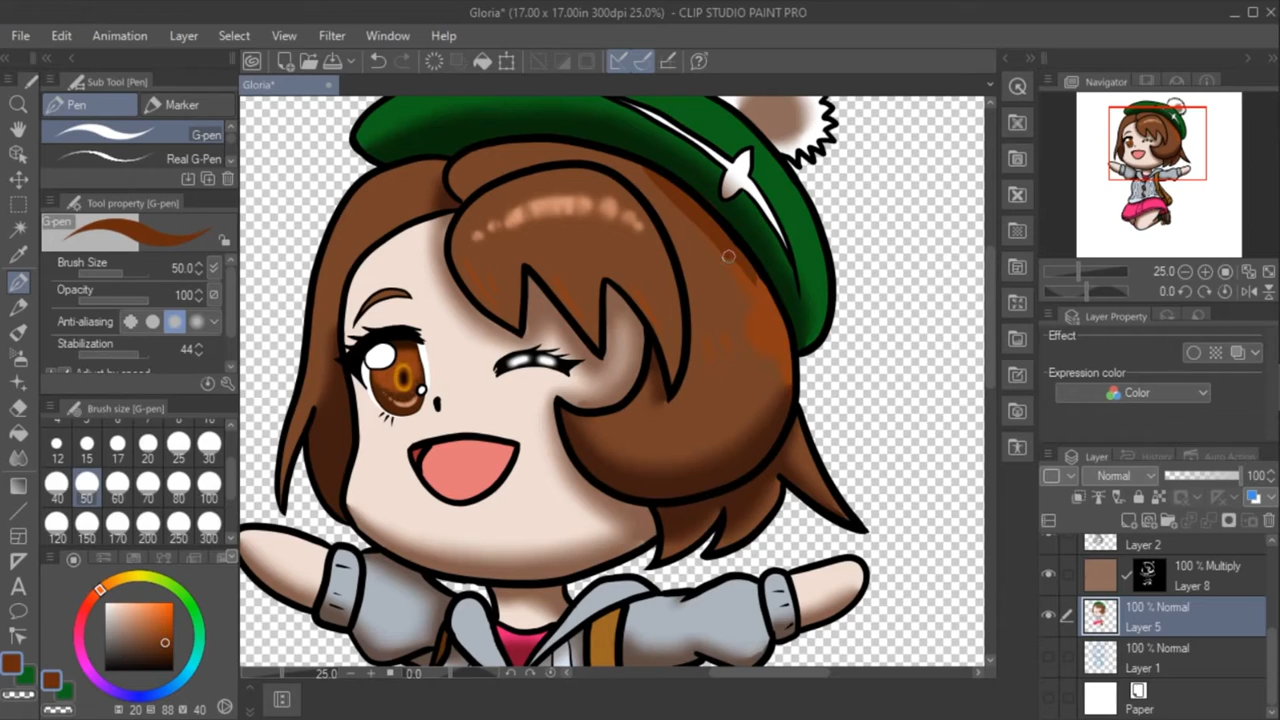 Gloria* (17.00 x 17.00in 300dpi 25.0%) - CLIP STUDIO PAINT PRO
File Edit Animation Layer Select Filter Window Help
Sub Tool [Pen]
Gloria*
Navigator
Pen
Marker
G-pen
Real G-Pen
Tool property [G-pen]
G-pen
Brush Size 50.0
Opacity 100
Anti-aliasing
Stabilization 44
Brush size [G-pen]
12 15 17 20 25 30
40 50 60 70 80 100
120 150 170 200 250 300
20 88 40
25.0 0.0
25.0
0.0
Layer Property
Effect
Expression color
Color
Layer History Auto Action
Normal 100
Layer 2
100 % Multiply
Layer 8
100 % Normal
Layer 5
100 % Normal
Layer 1
Paper